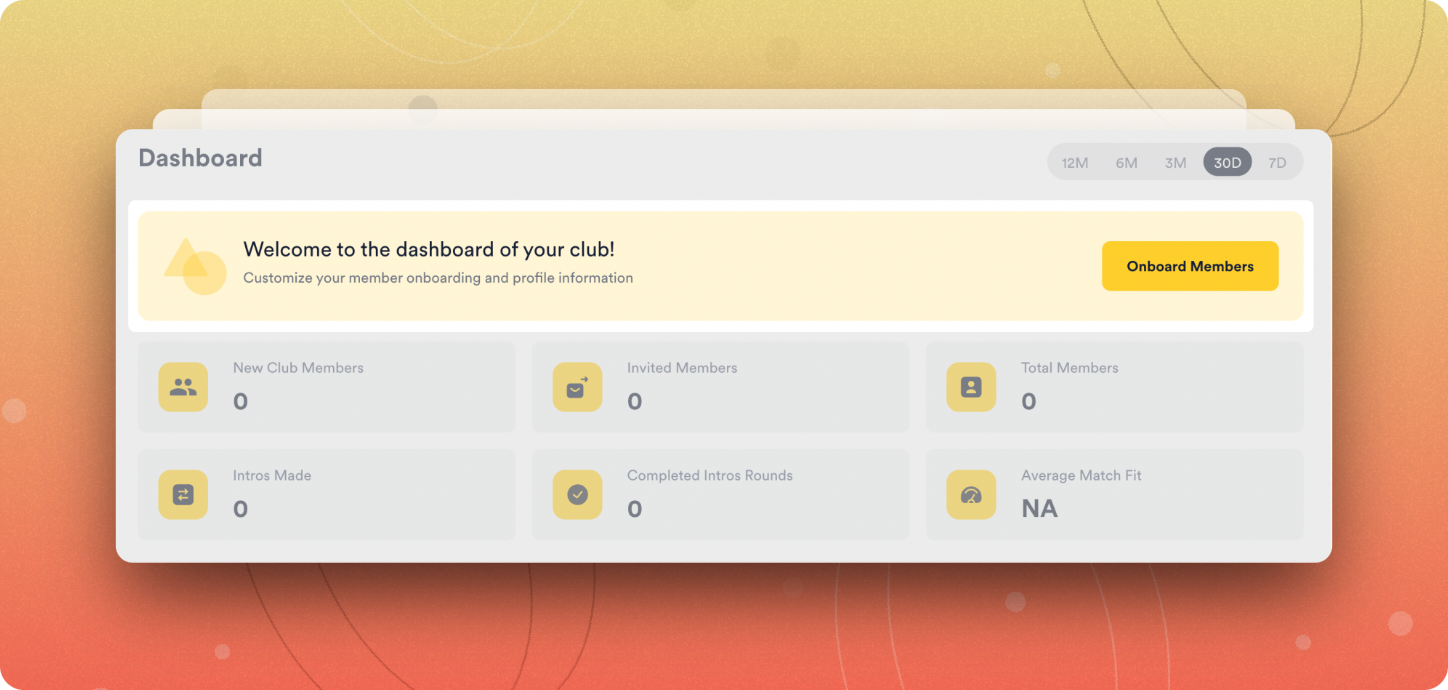 Dashboard
12M 6M 3M 30D 7D
Welcome to the dashboard of your club!
Customize your member onboarding and profile information
Onboard Members
New Club Members
0
Invited Members
0
Total Members
0
Intros Made
0
Completed Intros Rounds
0
Average Match Fit
NA